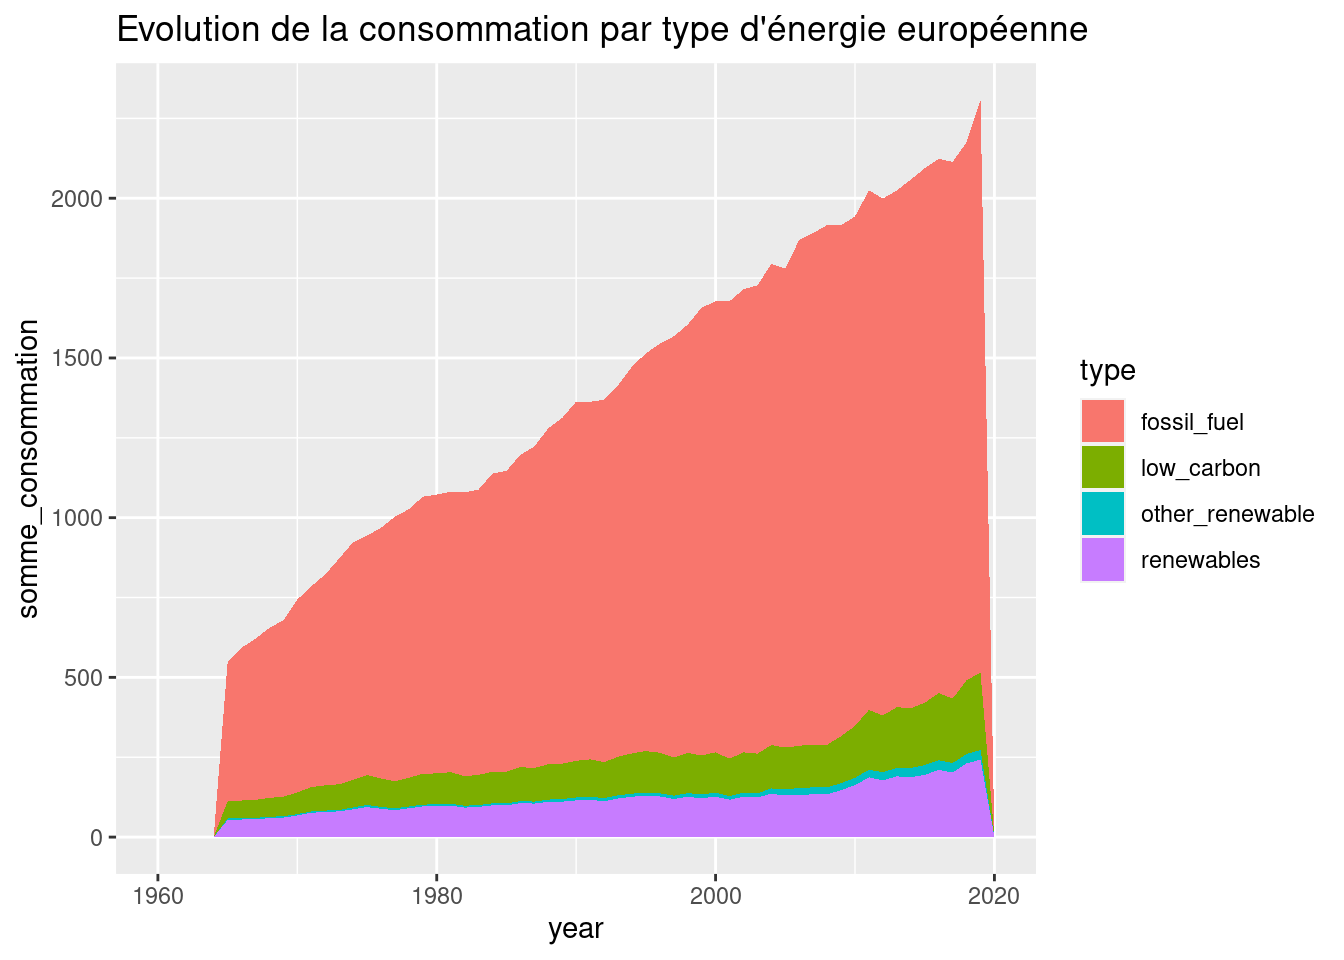 Evolution de la consommation par type d'énergie européenne
somme_consommation
2000
1500
1000
500
0
1960
1980
2000
2020
year
type
fossil_fuel
low_carbon
other_renewable
renewables